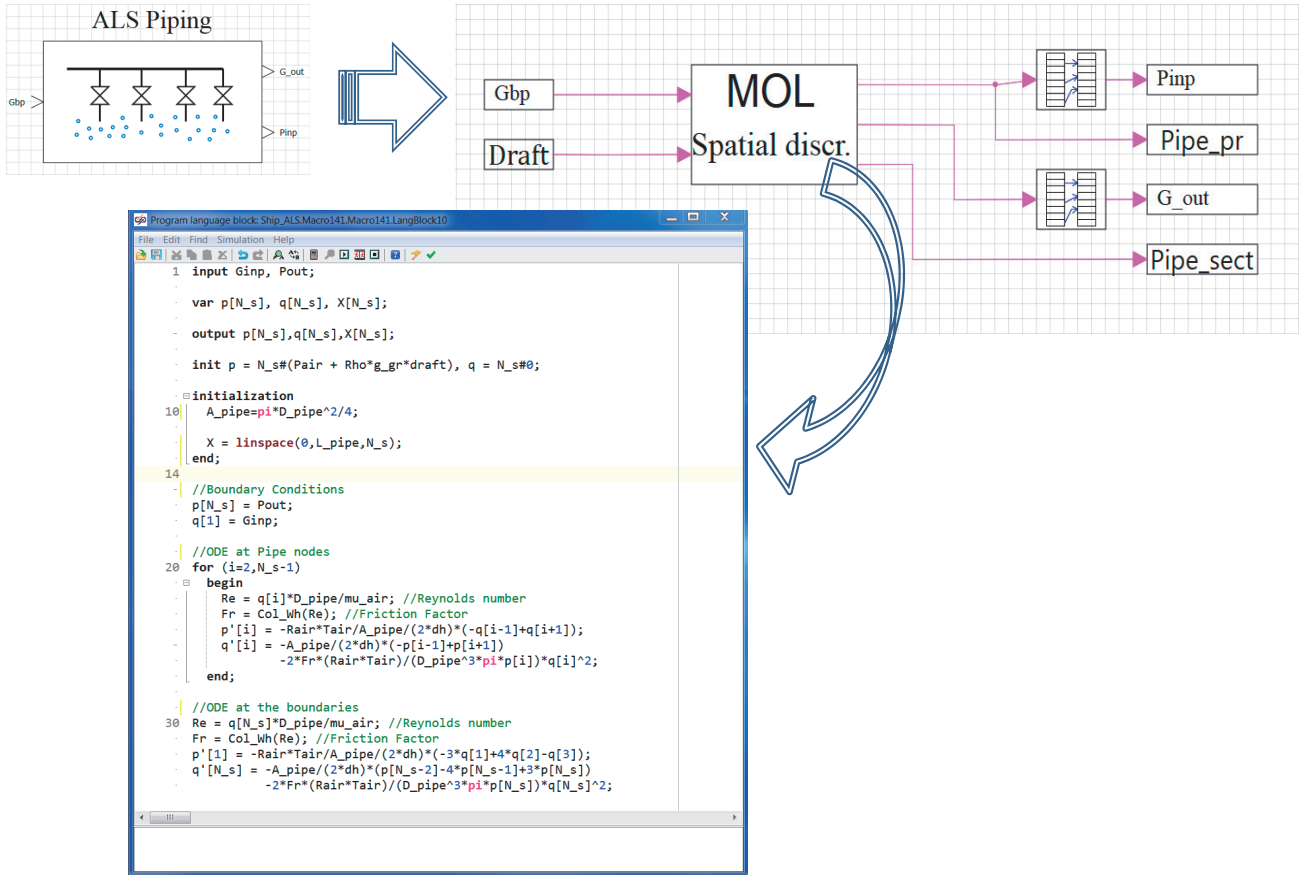 ALS Piping
Gbp
G_out
Pinp
Gbp
Draft
MOL
Spatial discr.
Pinp
Pipe_pr
G_out
Pipe_sect
Program language block: Ship_ALS.Macro141.Macro141.LangBlock10
File Edit Find Simulation Help
1 input Ginp, Pout;
var p[N_s], q[N_s], X[N_s];
output p[N_s],q[N_s],X[N_s];
init p = N_s#(Pair + Rho*g_gr*draft), q = N_s#0;
initialization
10 A_pipe=pi*D_pipe^2/4;
X = linspace(0,L_pipe,N_s);
end;
14
//Boundary Conditions
p[N_s] = Pout;
q[1] = Ginp;
//ODE at Pipe nodes
20 for (i=2,N_s-1)
begin
Re = q[i]*D_pipe/mu_air; //Reynolds number
Fr = Col_Wh(Re); //Friction Factor
p'[i] = -Rair*Tair/A_pipe/(2*dh)*(-q[i-1]+q[i+1]);
q'[i] = -A_pipe/(2*dh)*(-p[i-1]+p[i+1])
-2*Fr*(Rair*Tair)/(D_pipe^3*pi*p[i])*q[i]^2;
end;
//ODE at the boundaries
30 Re = q[N_s]*D_pipe/mu_air; //Reynolds number
Fr = Col_Wh(Re); //Friction Factor
p'[1] = -Rair*Tair/A_pipe/(2*dh)*(-3*q[1]+4*q[2]-q[3]);
q'[N_s] = -A_pipe/(2*dh)*(p[N_s-2]-4*p[N_s-1]+3*p[N_s])
-2*Fr*(Rair*Tair)/(D_pipe^3*pi*p[N_s])*q[N_s]^2;